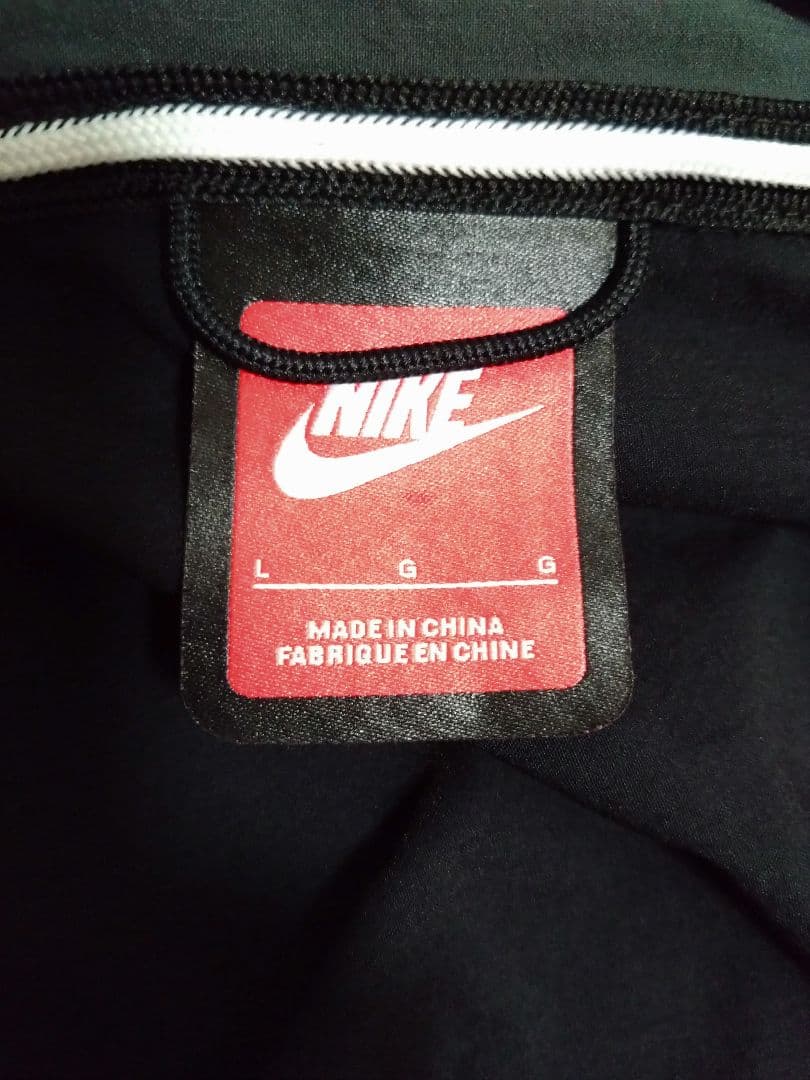 NIKE
L G G
MADE IN CHINA
FABRIQUE EN CHINE